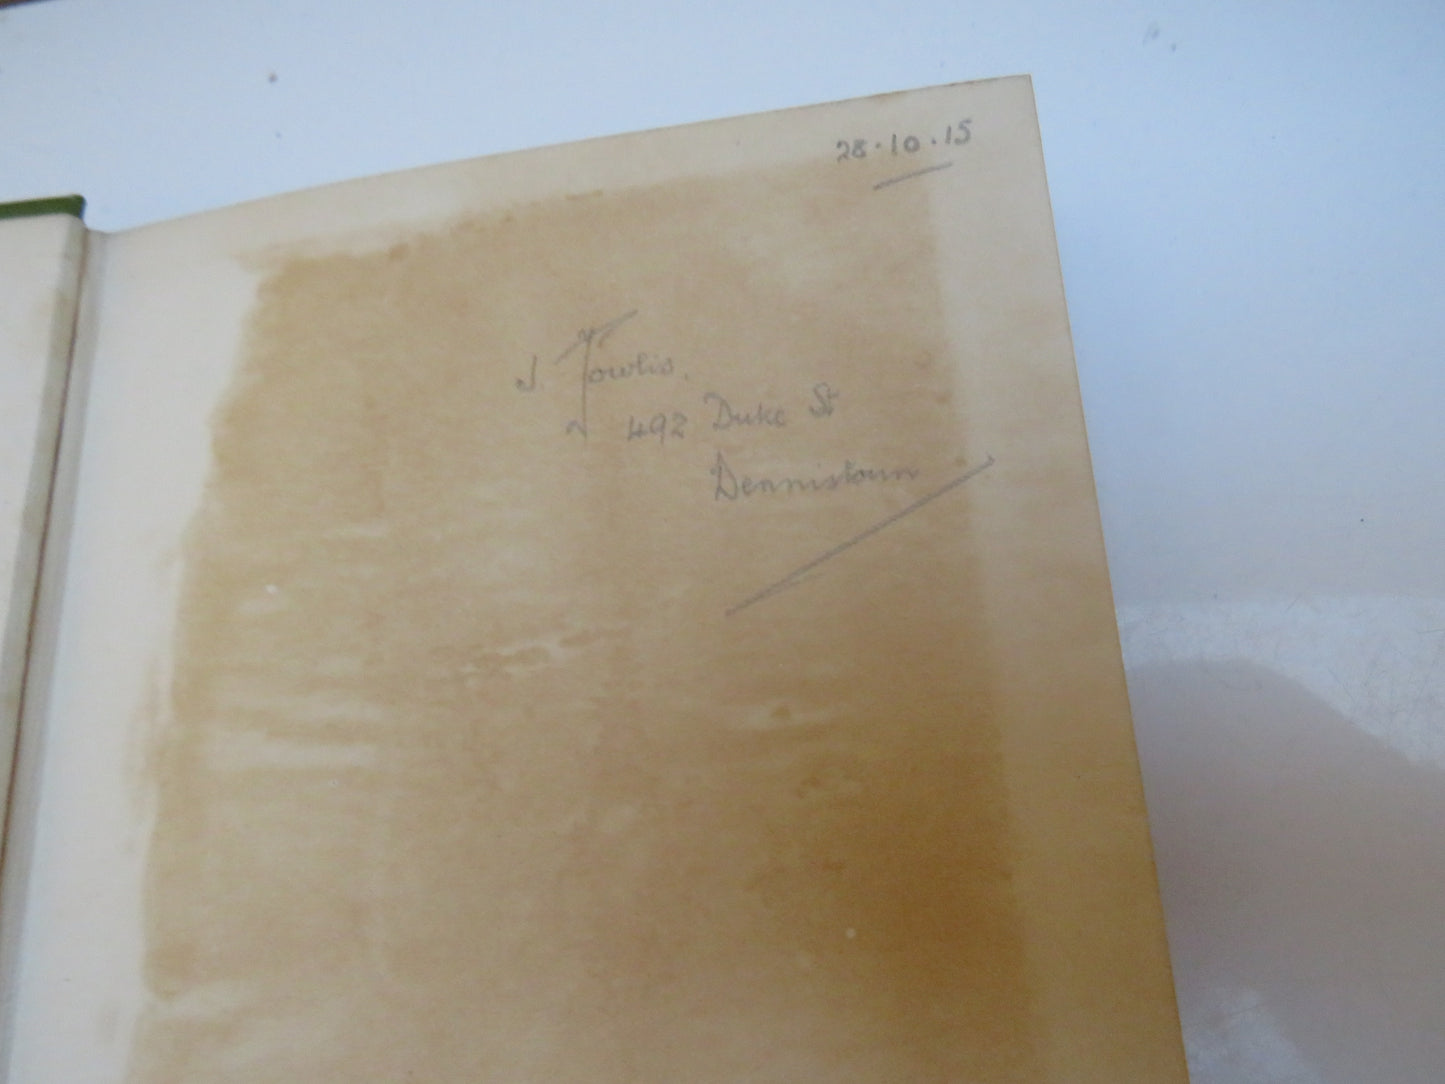 28.10.15
J. Fowlis.
492 Duke St
Dennistoun